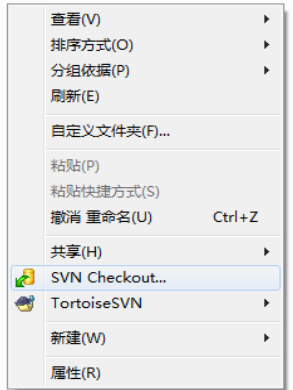 查看(V)
排序方式(O)
分组依据(P)
刷新(E)
自定义文件夹(F)...
粘贴(P)
粘贴快捷方式(S)
撤消 重命名(U) Ctrl+Z
共享(H)
SVN Checkout...
TortoiseSVN
新建(W)
属性(R)